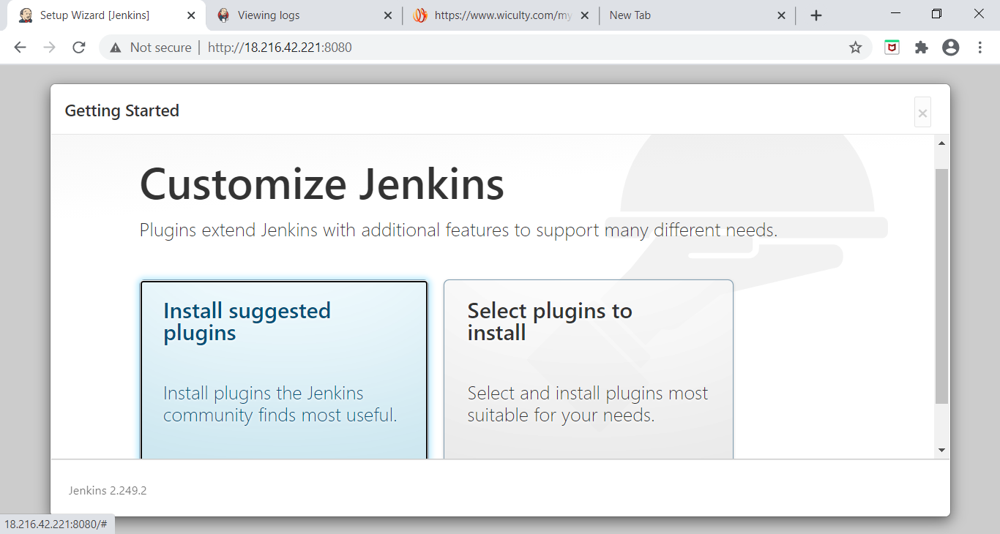 Setup Wizard [Jenkins]
Viewing logs
https://www.wiculty.com/my
New Tab
Not secure
http://18.216.42.221:8080
Getting Started
Customize Jenkins
Plugins extend Jenkins with additional features to support many different needs.
Install suggested
plugins
Install plugins the Jenkins
community finds most useful.
Select plugins to
install
Select and install plugins most
suitable for your needs.
Jenkins 2.249.2
18.216.42.221:8080/#